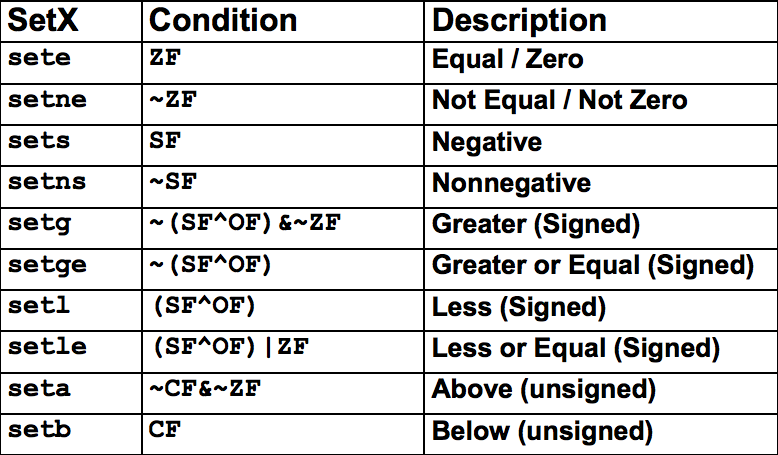 SetX Condition Description
sete ZF Equal / Zero
setne ~ZF Not Equal / Not Zero
sets SF Negative
setns ~SF Nonnegative
setg ~(SF^OF)&~ZF Greater (Signed)
setge ~(SF^OF) Greater or Equal (Signed)
setl (SF^OF) Less (Signed)
setle (SF^OF)|ZF Less or Equal (Signed)
seta ~CF&~ZF Above (unsigned)
setb CF Below (unsigned)